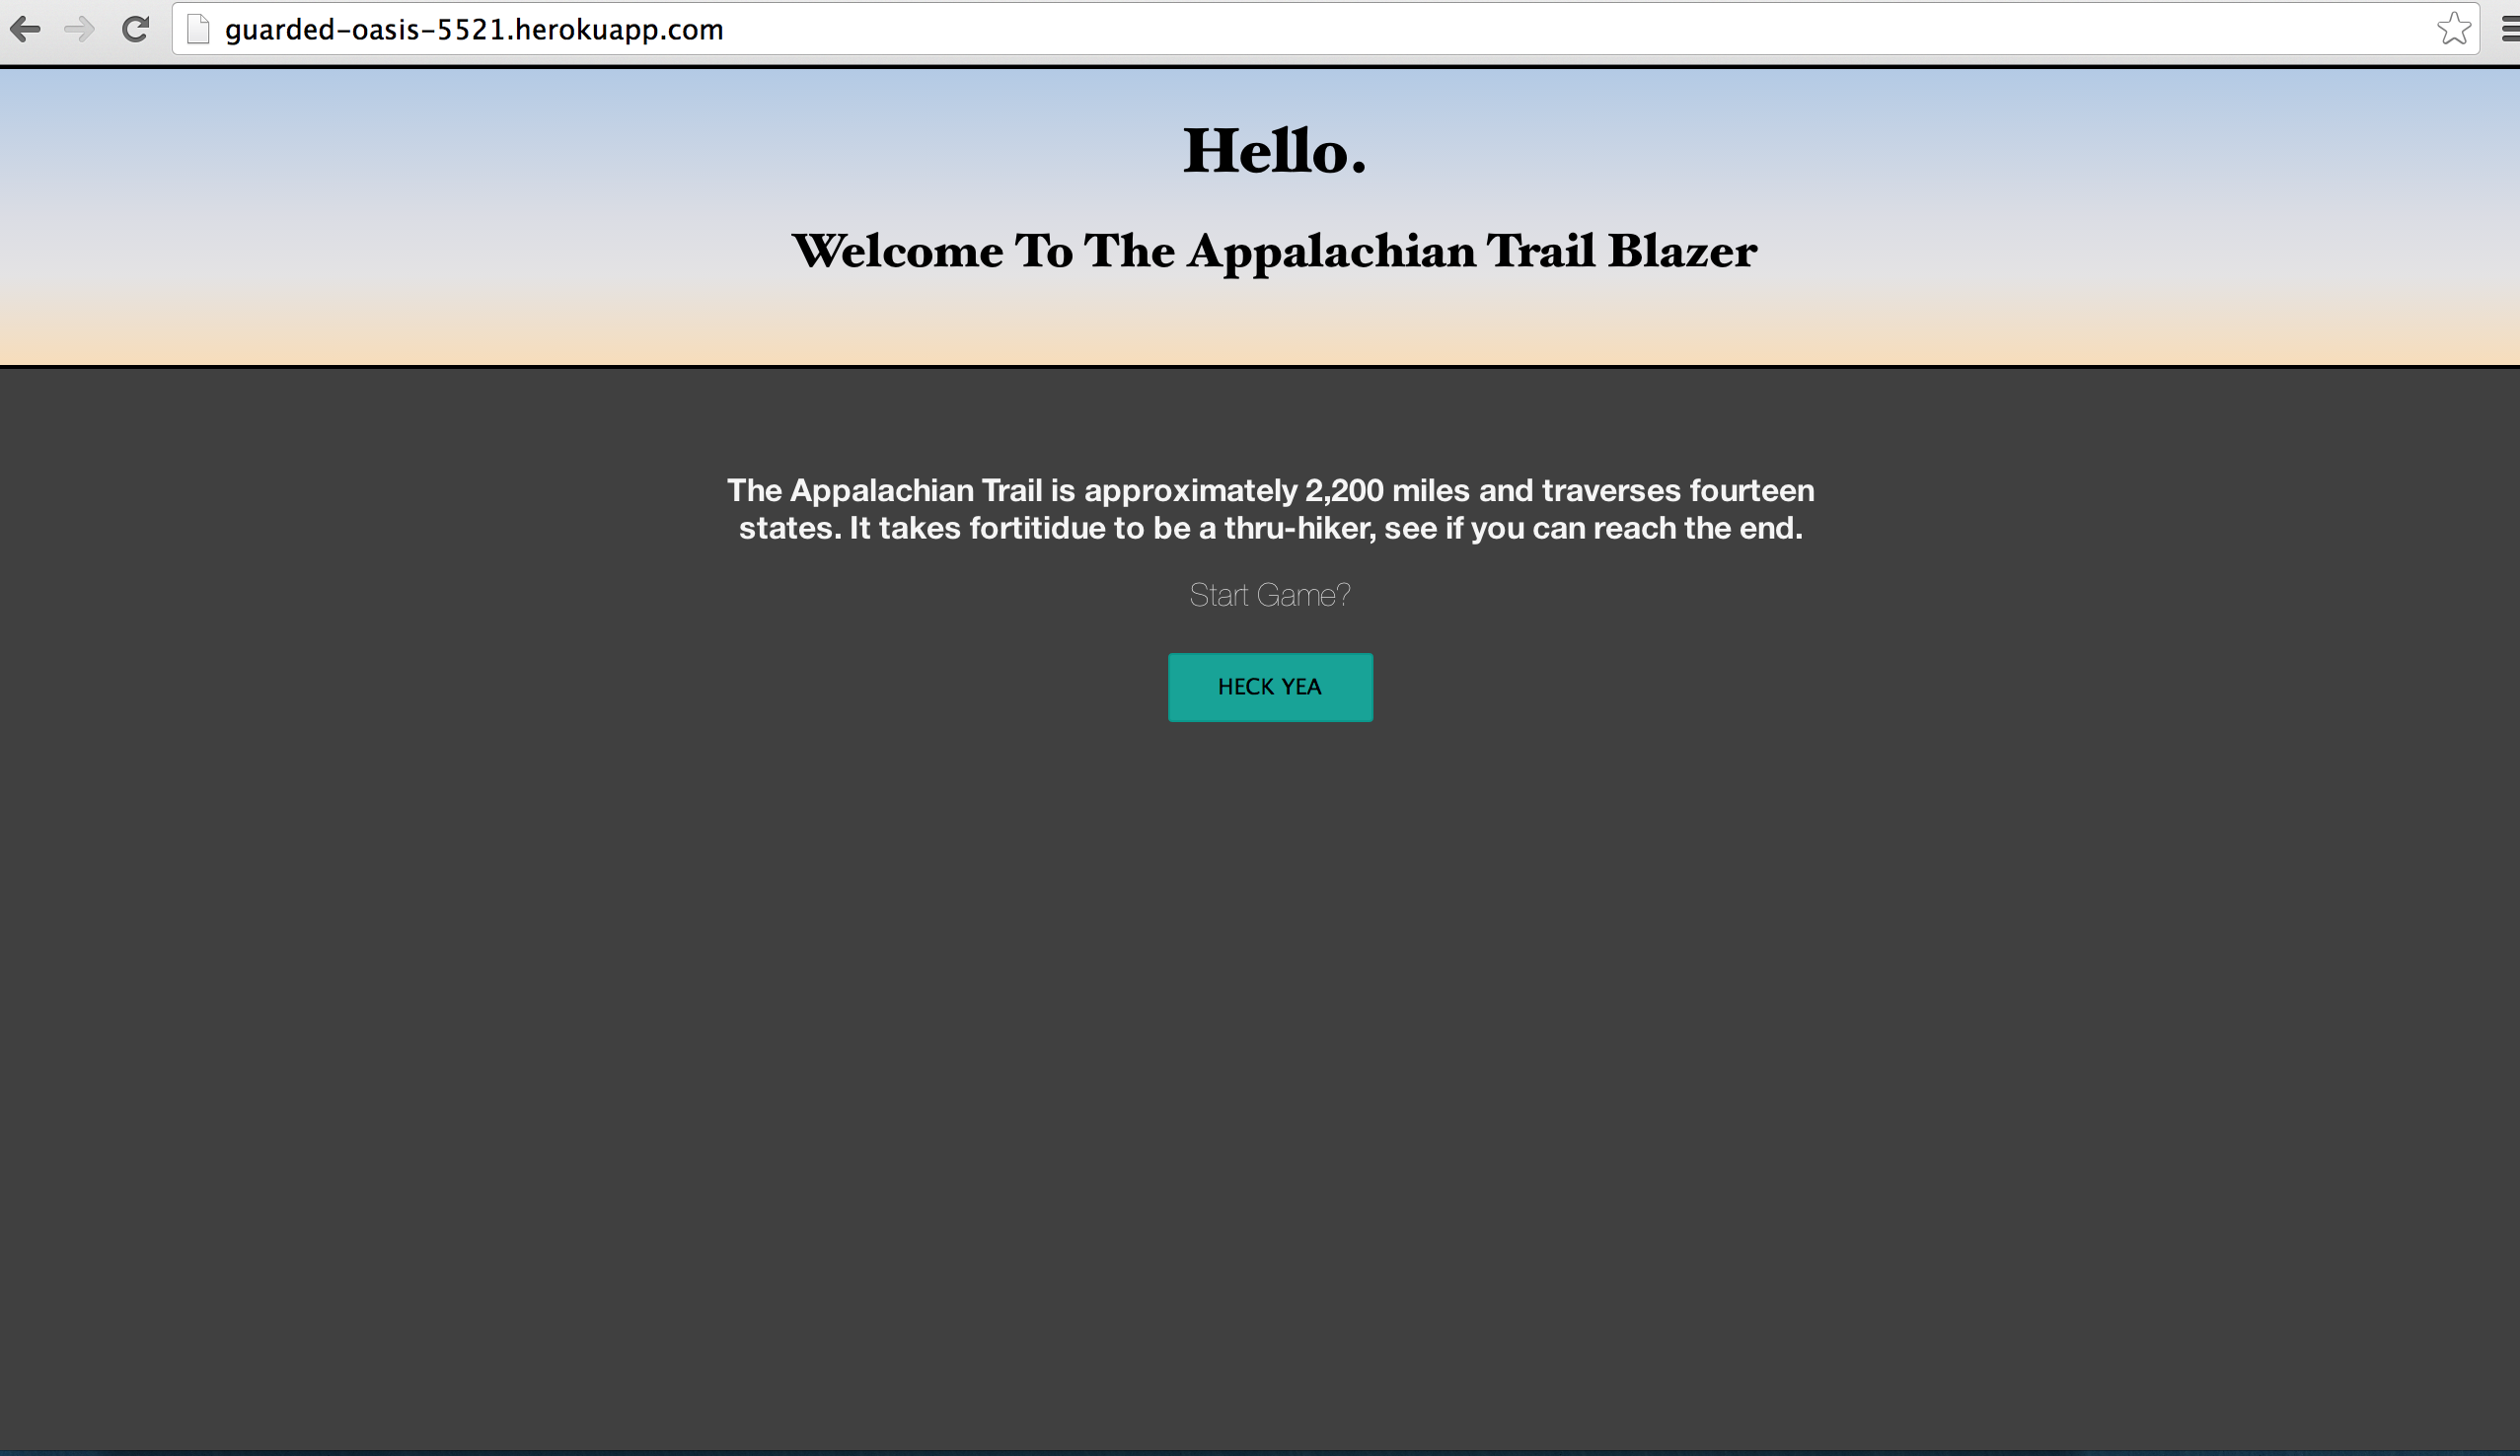 guarded-oasis-5521.herokuapp.com
Hello.
Welcome To The Appalachian Trail Blazer
The Appalachian Trail is approximately 2,200 miles and traverses fourteen
states. It takes fortitidue to be a thru-hiker, see if you can reach the end.
Start Game?
HECK YEA